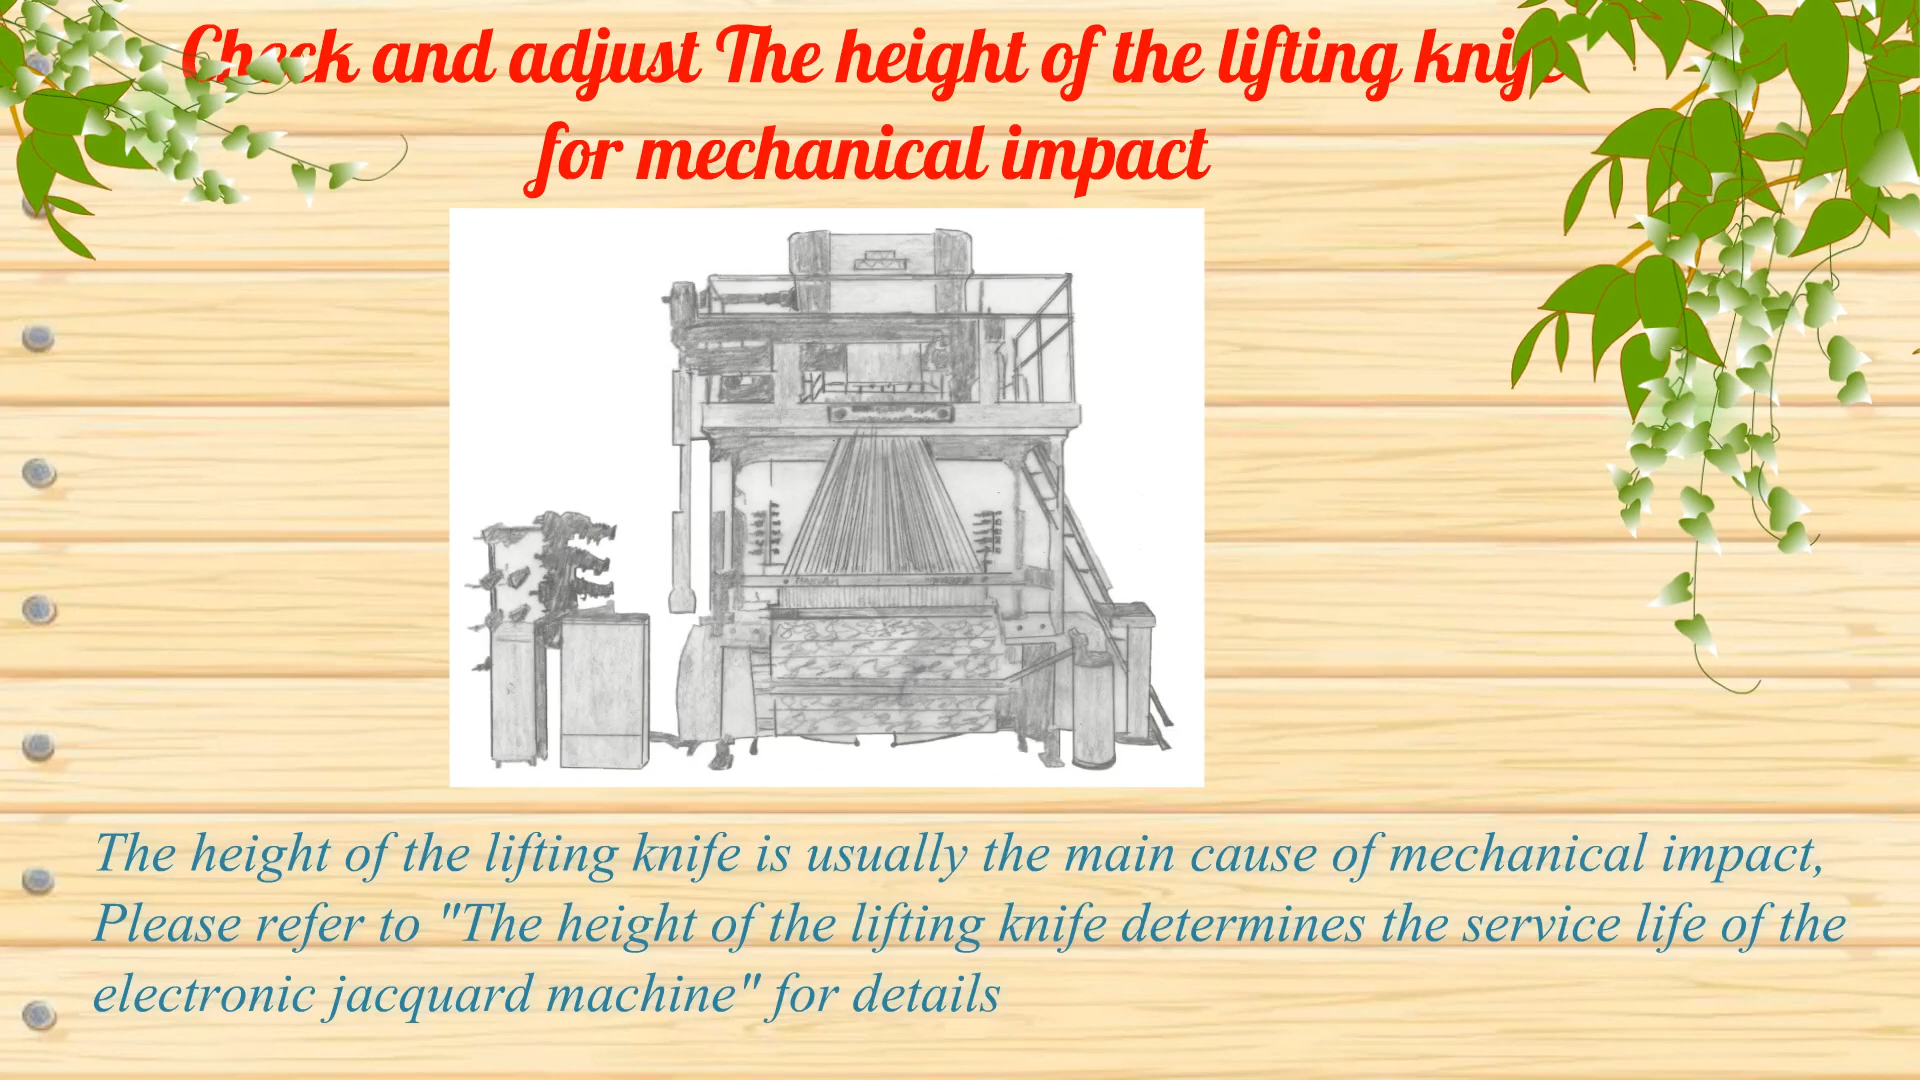 Check and adjust The height of the lifting knife
for mechanical impact
The height of the lifting knife is usually the main cause of mechanical impact,
Please refer to "The height of the lifting knife determines the service life of the
electronic jacquard machine" for details